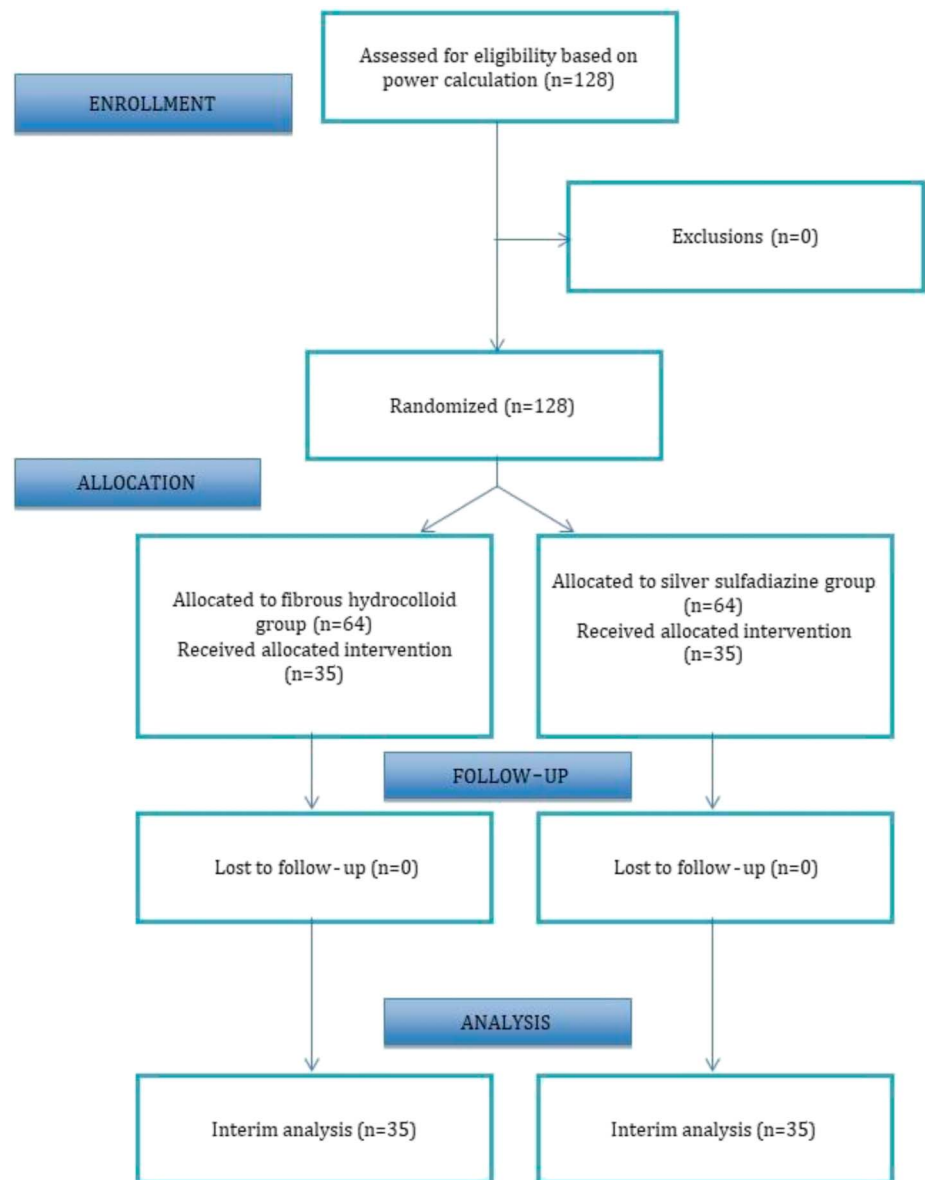 Assessed for eligibility based on
power calculation (n=128)
ENROLLMENT
Exclusions (n=0)
Randomized (n=128)
ALLOCATION
Allocated to fibrous hydrocolloid
group (n=64)
Received allocated intervention
(n=35)
Allocated to silver sulfadiazine group
(n=64)
Received allocated intervention
(n=35)
FOLLOW-UP
Lost to follow-up (n=0)
Lost to follow-up (n=0)
ANALYSIS
Interim analysis (n=35)
Interim analysis (n=35)